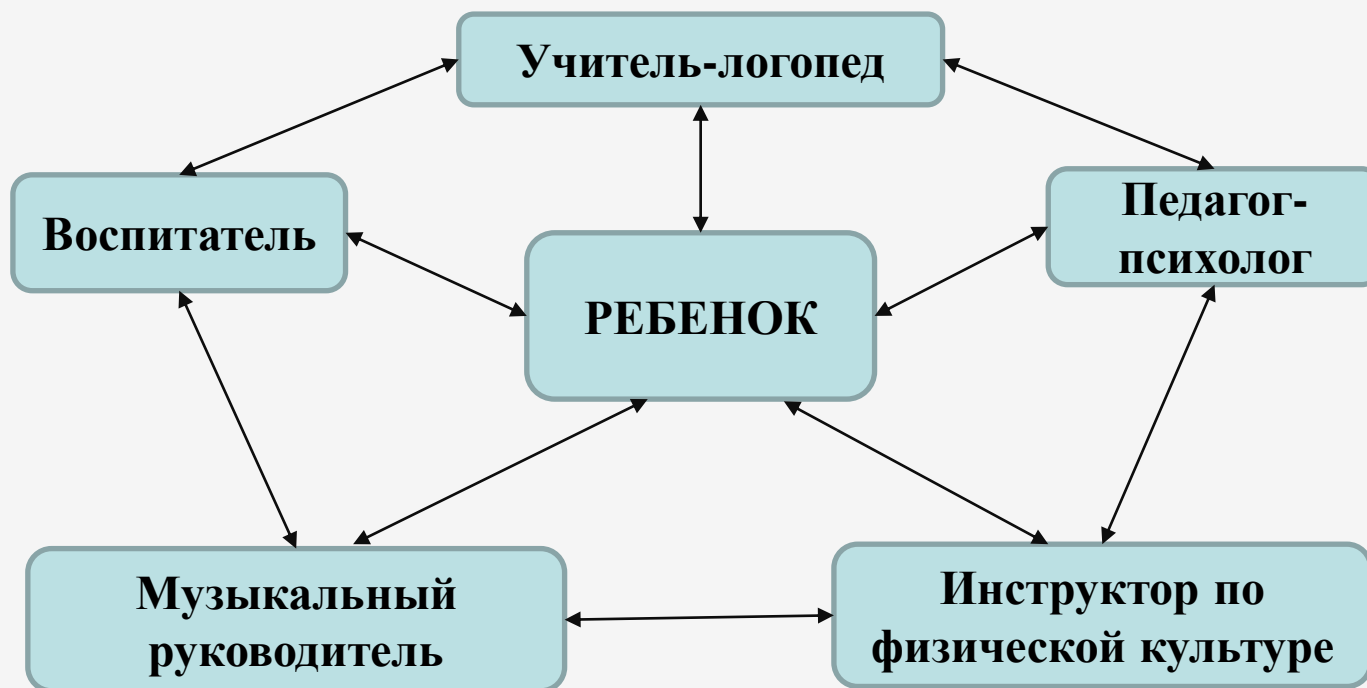 Учитель-логопед
Воспитатель
Педагог-
психолог
РЕБЕНОК
Музыкальный
руководитель
Инструктор по
физической культуре